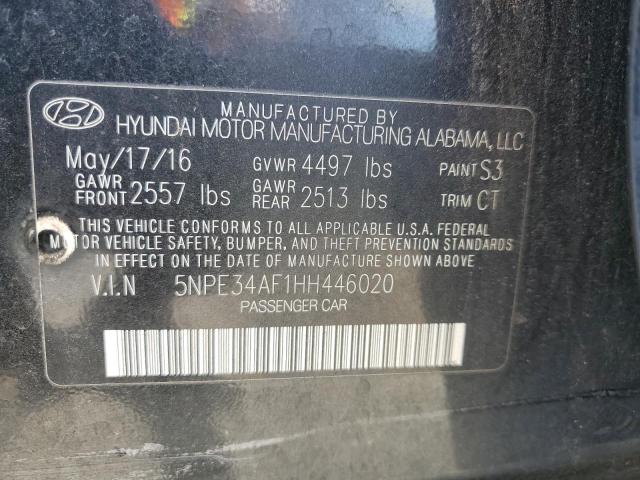 MANUFACTURED BY
HYUNDAI MOTOR MANUFACTURING ALABAMA, LLC
May/17/16 GVWR 4497 lbs PAINT S3
GAWR FRONT 2557 lbs GAWR REAR 2513 lbs TRIM CT
THIS VEHICLE CONFORMS TO ALL APPLICABLE U.S.A. FEDERAL
MOTOR VEHICLE SAFETY, BUMPER, AND THEFT PREVENTION STANDARDS
IN EFFECT ON THE DATE OF MANUFACTURE SHOWN ABOVE.
V.I.N 5NPE34AF1HH446020
PASSENGER CAR